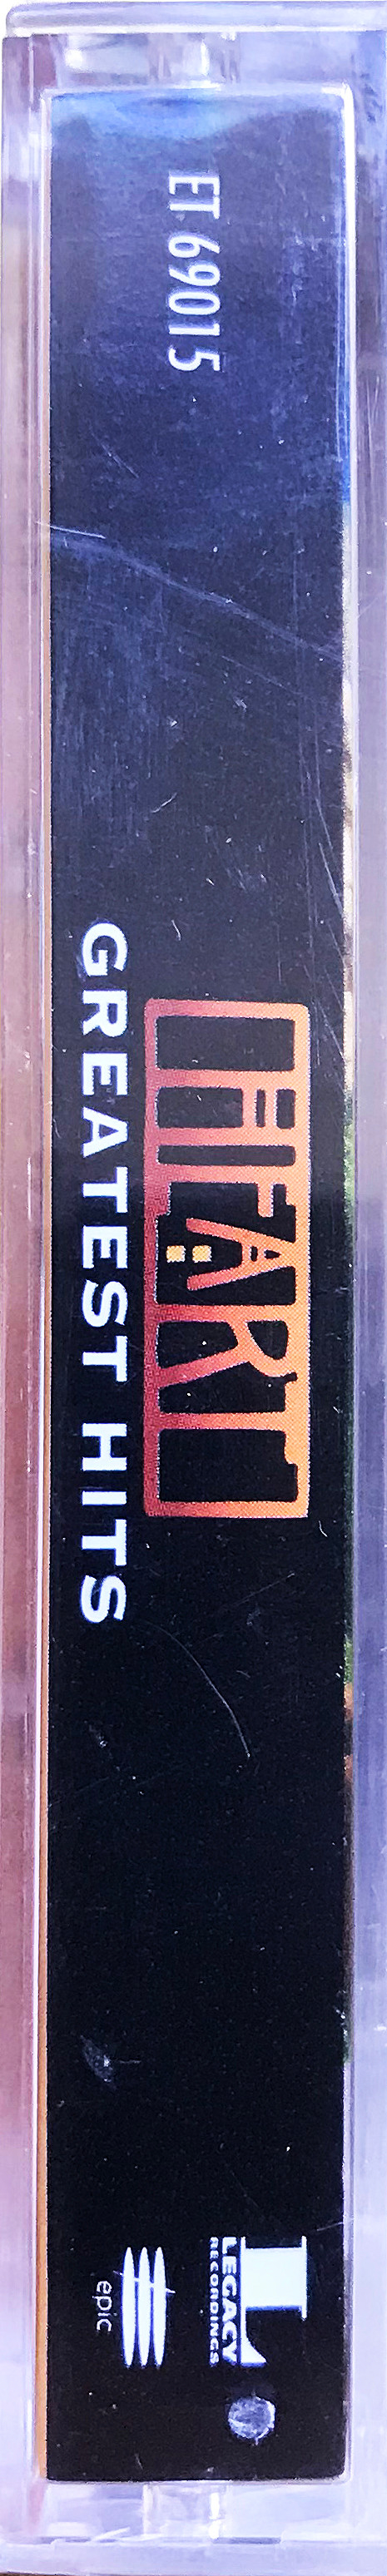 ET 69015
HEART
GREATEST HITS
L
LEGACY
RECORDINGS
epic